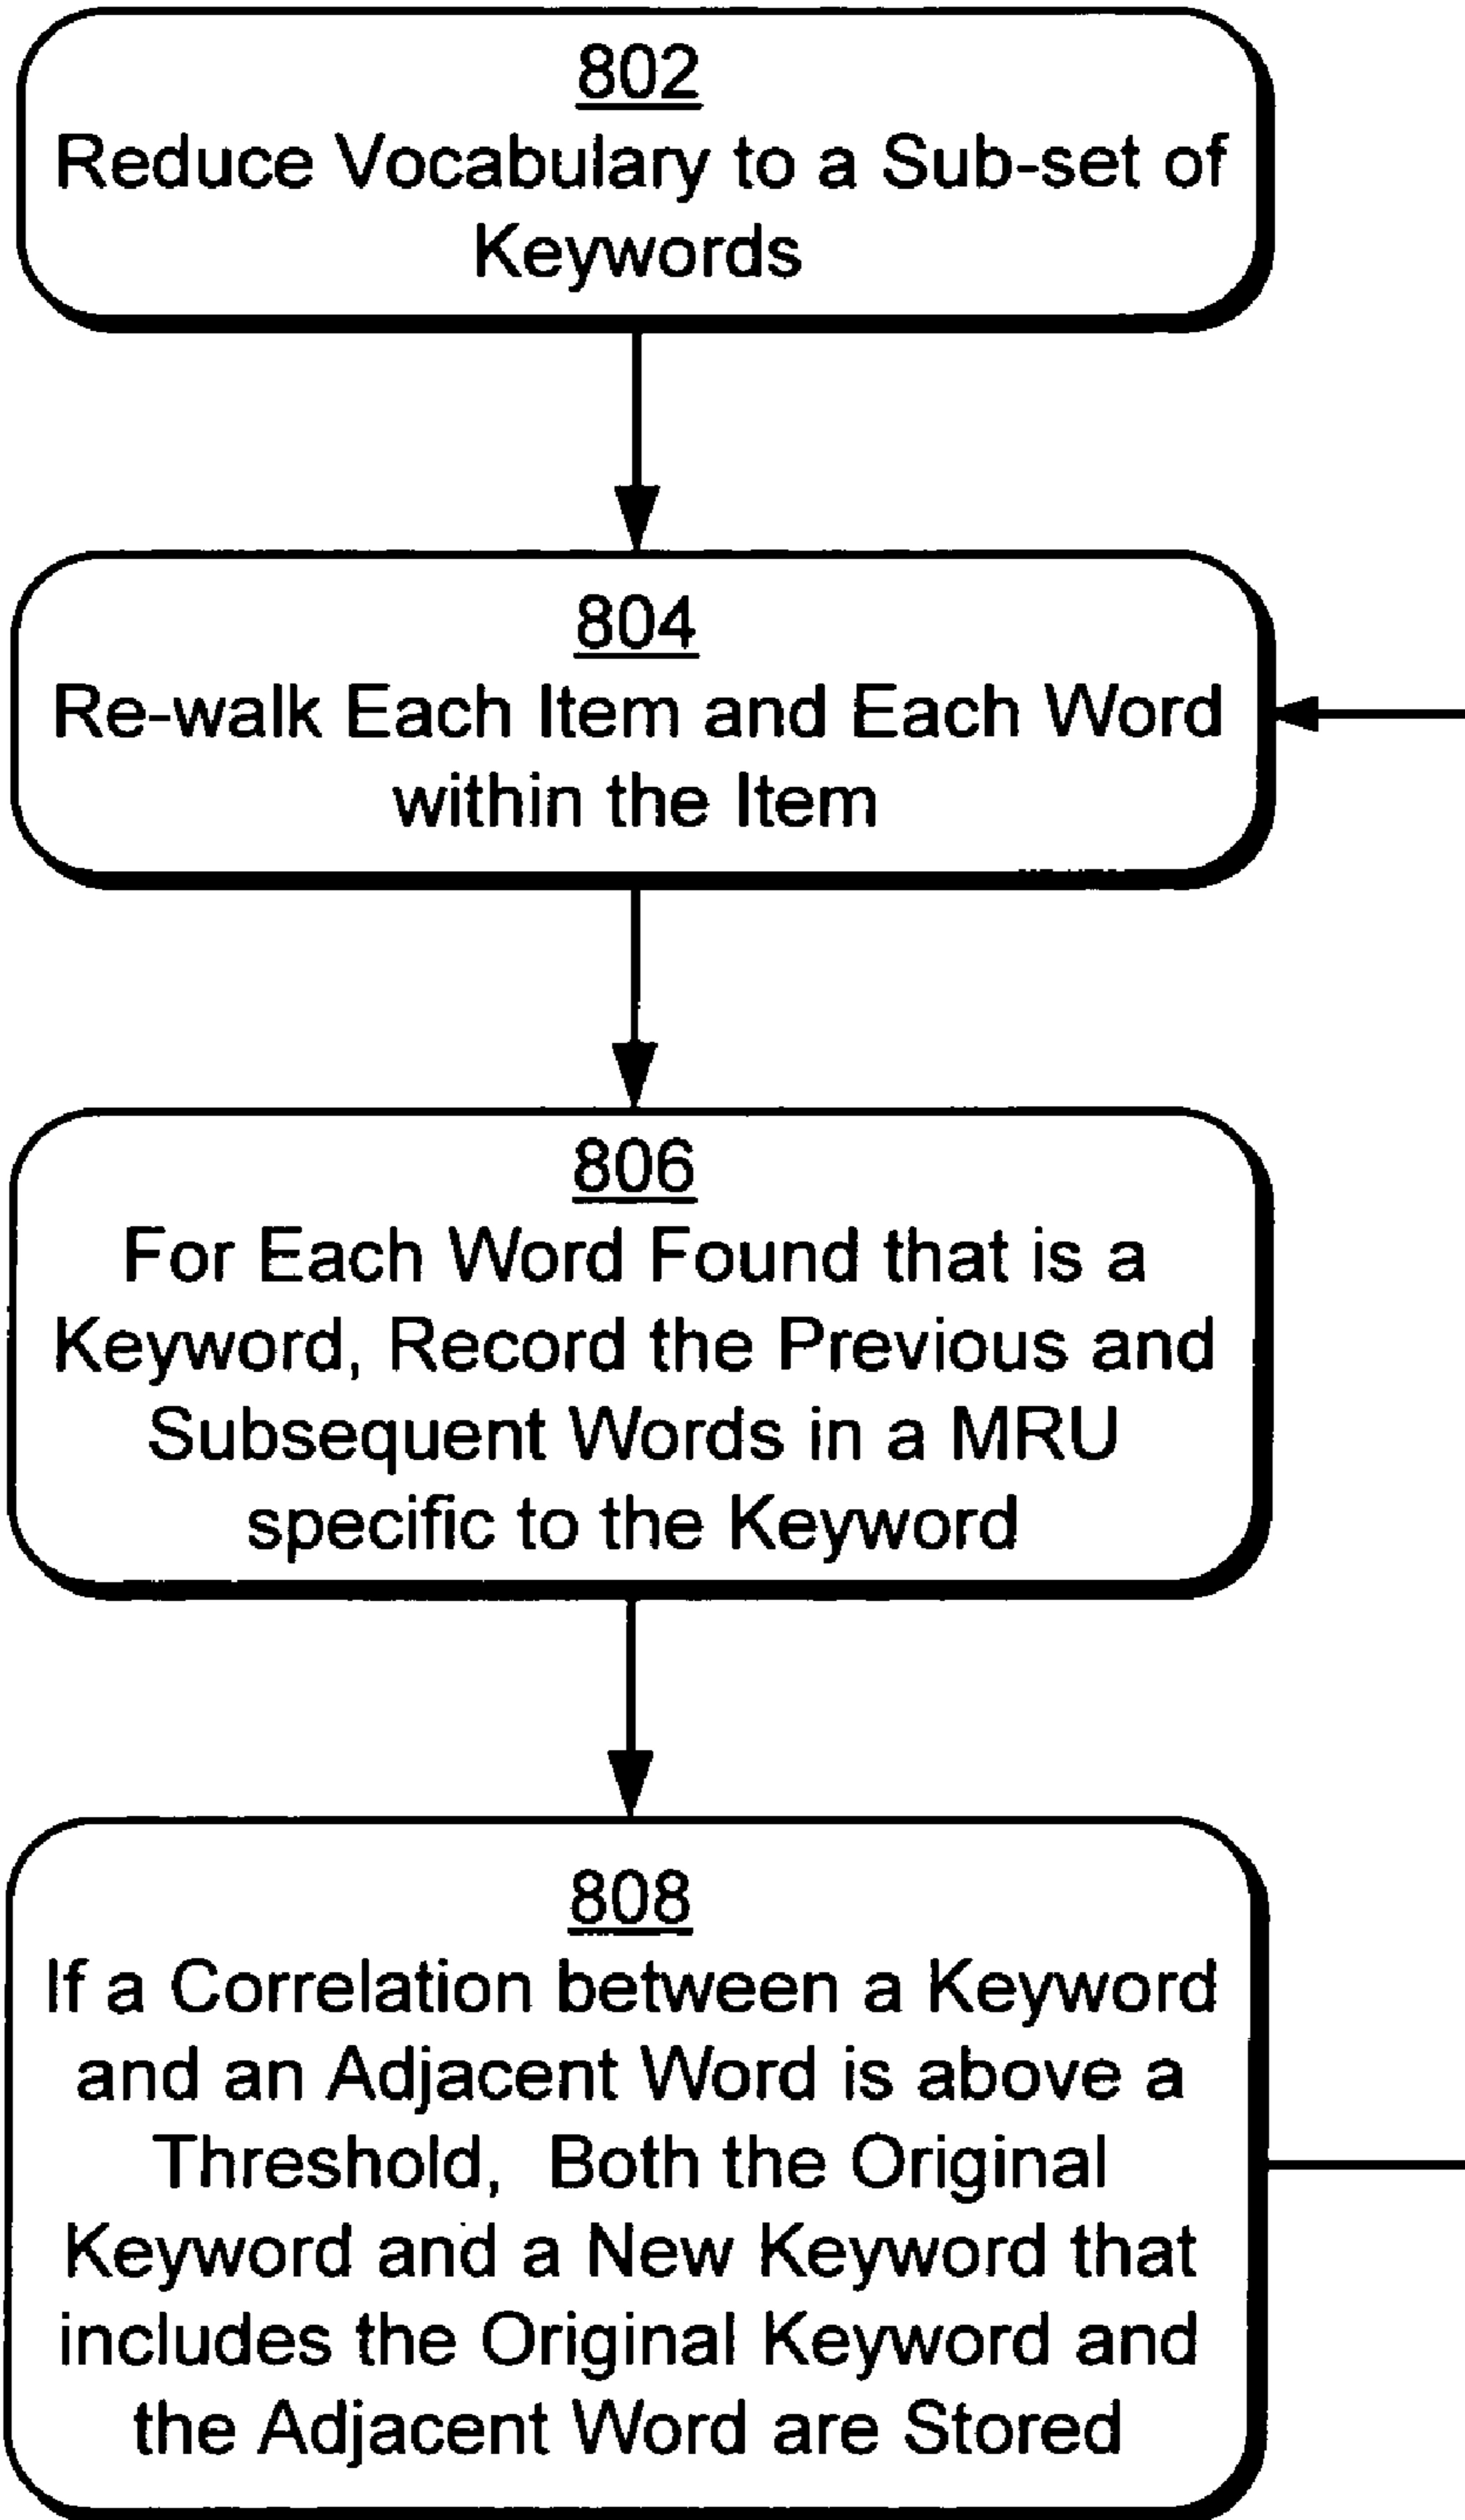 802
Reduce Vocabulary to a Sub-set of
Keywords
804
Re-walk Each Item and Each Word
within the Item
806
For Each Word Found that is a
Keyword, Record the Previous and
Subsequent Words in a MRU
specific to the Keyword
808
If a Correlation between a Keyword
and an Adjacent Word is above a
Threshold, Both the Original
Keyword and a New Keyword that
includes the Original Keyword and
the Adjacent Word are Stored